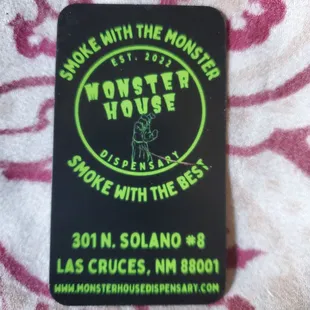 SMOKE WITH THE MONSTER
EST. 2022
MONSTER
HOUSE
DISPENSARY
SMOKE WITH THE BEST
301 N. SOLANO #8
LAS CRUCES, NM 88001
WWW.MONSTERHOUSEDISPENSARY.COM